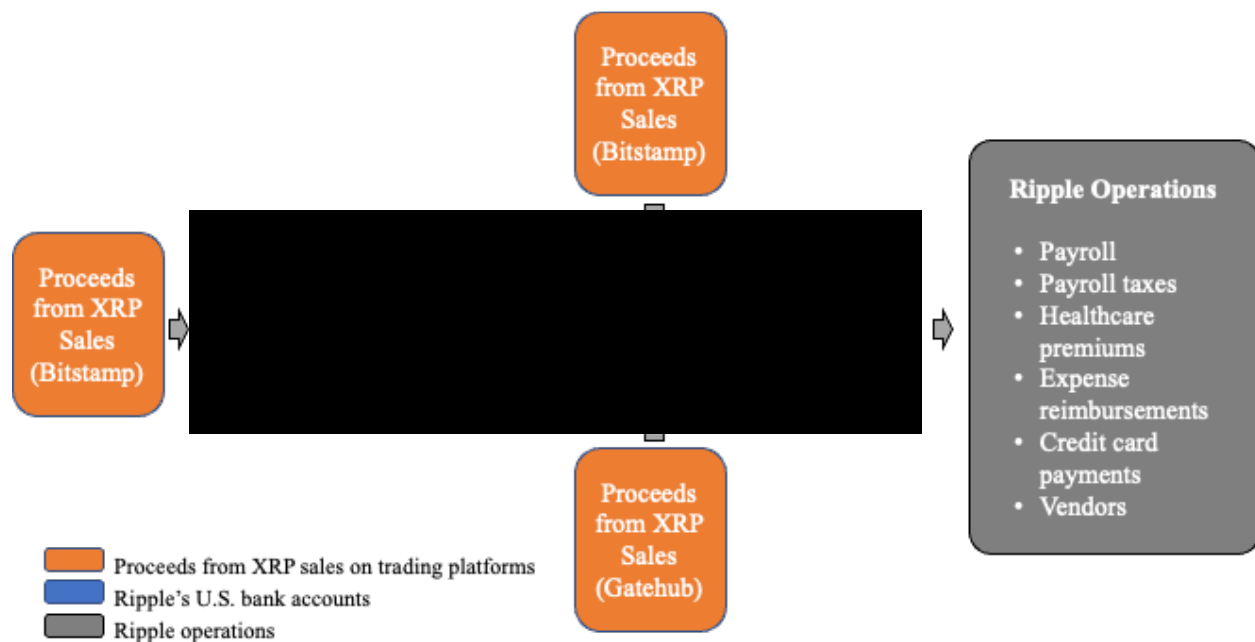 Proceeds
from XRP
Sales
(Bitstamp)
Proceeds
from XRP
Sales
(Bitstamp)
Proceeds
from XRP
Sales
(Gatehub)
Ripple Operations
• Payroll
• Payroll taxes
• Healthcare
premiums
• Expense
reimbursements
• Credit card
payments
• Vendors
Proceeds from XRP sales on trading platforms
Ripple’s U.S. bank accounts
Ripple operations